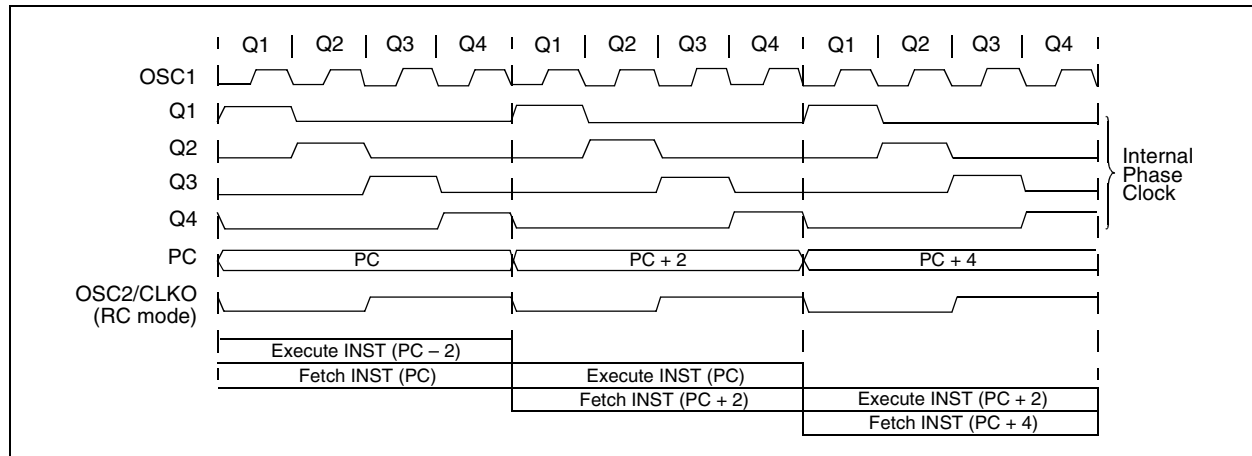 Q1 Q2 Q3 Q4 Q1 Q2 Q3 Q4 Q1 Q2 Q3 Q4
OSC1
Q1
Q2
Q3
Q4
Internal
Phase
Clock
PC PC PC + 2 PC + 4
OSC2/CLKO
(RC mode)
Execute INST (PC – 2)
Fetch INST (PC) Execute INST (PC)
Fetch INST (PC + 2) Execute INST (PC + 2)
Fetch INST (PC + 4)